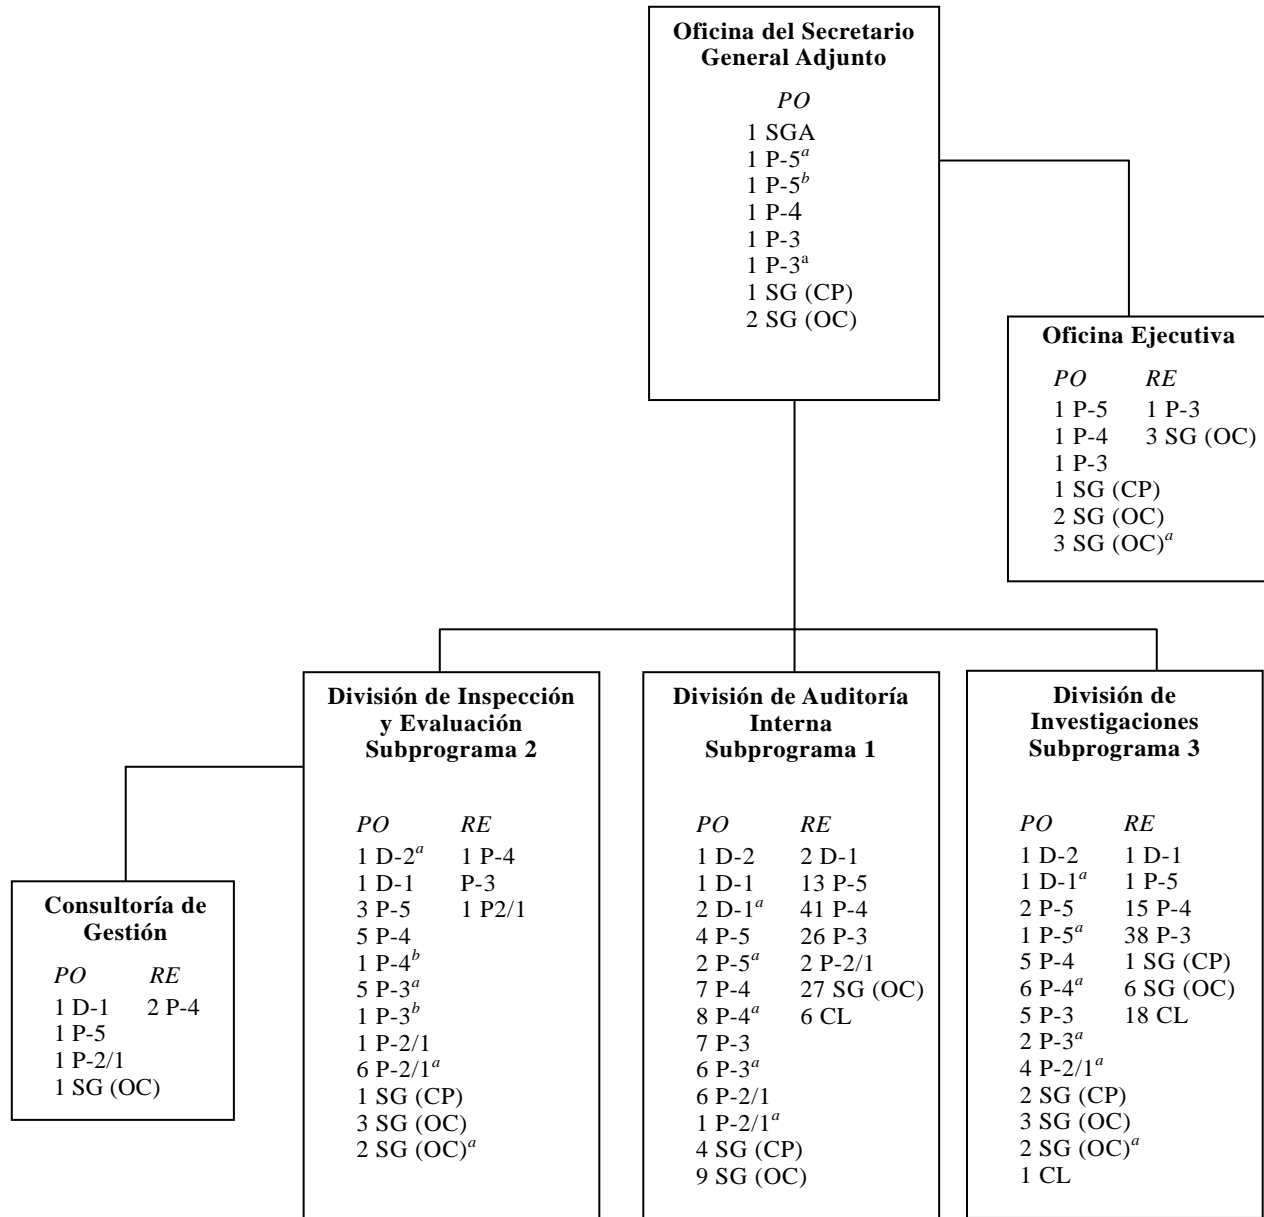 Oficina del Secretario
General Adjunto
PO
1 SGA
1 P-5a
1 P-5b
1 P-4
1 P-3
1 P-3a
1 SG (CP)
2 SG (OC)
Oficina Ejecutiva
PO RE
1 P-5 1 P-3
1 P-4 3 SG (OC)
1 P-3
1 SG (CP)
2 SG (OC)
3 SG (OC)a
División de Inspección
y Evaluación
Subprograma 2
PO RE
1 D-2a 1 P-4
1 D-1 P-3
3 P-5 1 P2/1
5 P-4
1 P-4b
5 P-3a
1 P-3b
1 P-2/1
6 P-2/1a
1 SG (CP)
3 SG (OC)
2 SG (OC)a
División de Auditoría
Interna
Subprograma 1
PO RE
1 D-2 2 D-1
1 D-1 13 P-5
2 D-1a 41 P-4
4 P-5 26 P-3
2 P-5a 2 P-2/1
7 P-4 27 SG (OC)
8 P-4a 6 CL
7 P-3
6 P-3a
6 P-2/1
1 P-2/1a
4 SG (CP)
9 SG (OC)
División de
Investigaciones
Subprograma 3
PO RE
1 D-2 1 D-1
1 D-1a 1 P-5
2 P-5 15 P-4
1 P-5a 38 P-3
5 P-4 1 SG (CP)
6 P-4a 6 SG (OC)
5 P-3 18 CL
2 P-3a
4 P-2/1a
2 SG (CP)
3 SG (OC)
2 SG (OC)a
1 CL
Consultoría de
Gestión
PO RE
1 D-1 2 P-4
1 P-5
1 P-2/1
1 SG (OC)